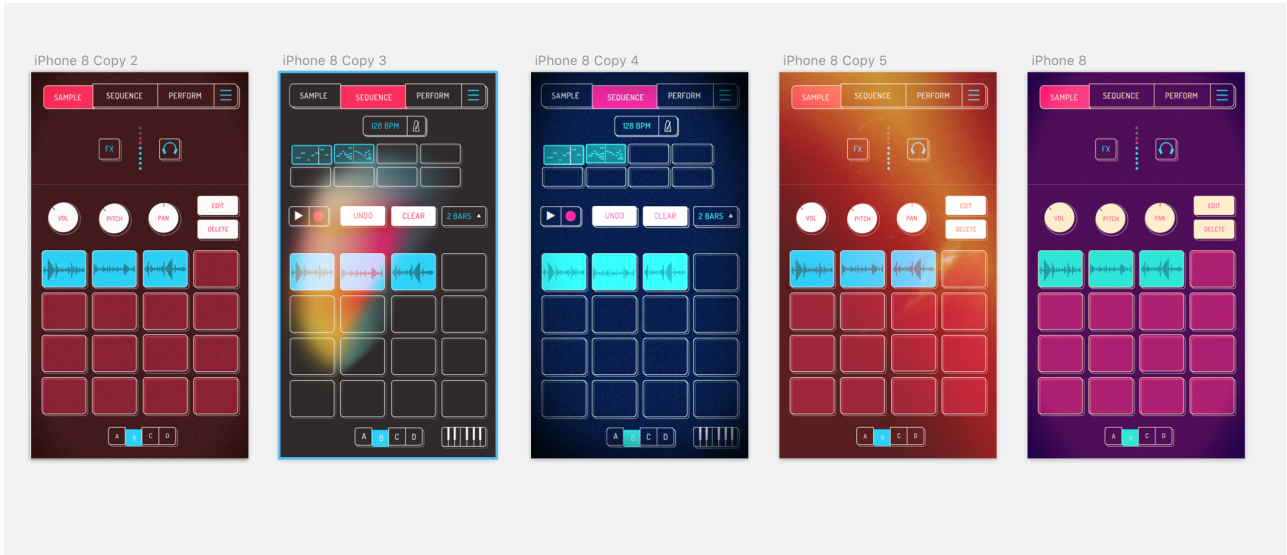 iPhone 8 Copy 2
SAMPLE SEQUENCE PERFORM
FX
VOL PITCH PAN EDIT
DELETE
A B C D
iPhone 8 Copy 3
SAMPLE SEQUENCE PERFORM
128 BPM
UNDO CLEAR 2 BARS
A B C D
iPhone 8 Copy 4
SAMPLE SEQUENCE PERFORM
128 BPM
UNDO CLEAR 2 BARS
A B C D
iPhone 8 Copy 5
SAMPLE SEQUENCE PERFORM
FX
VOL PITCH PAN EDIT
DELETE
A B C D
iPhone 8
SAMPLE SEQUENCE PERFORM
FX
VOL PITCH PAN EDIT
DELETE
A B C D